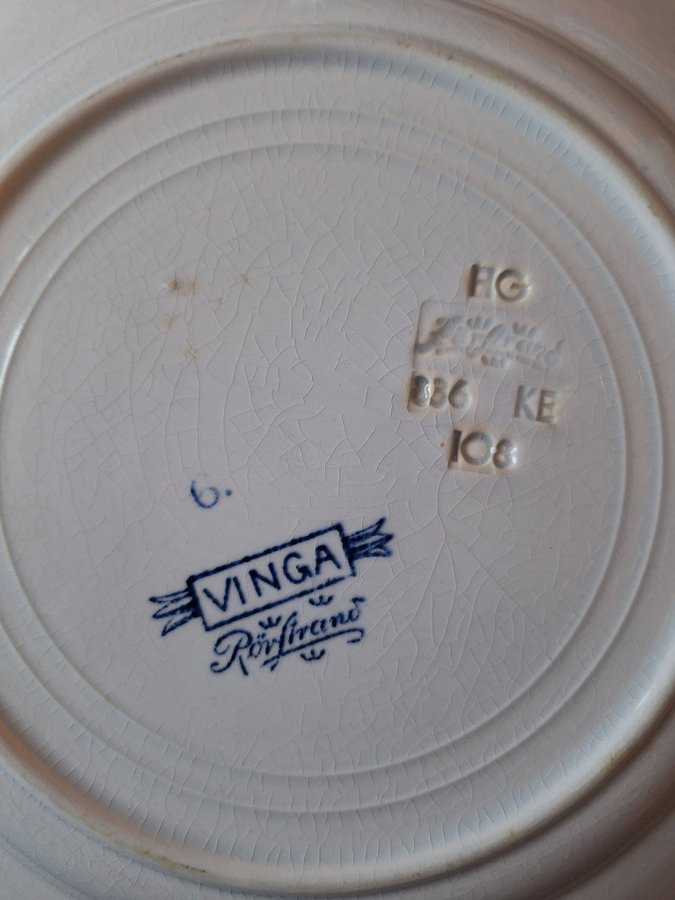 HG
Rörstrand
836 KE
108
6.
VINGA
Rörstrand